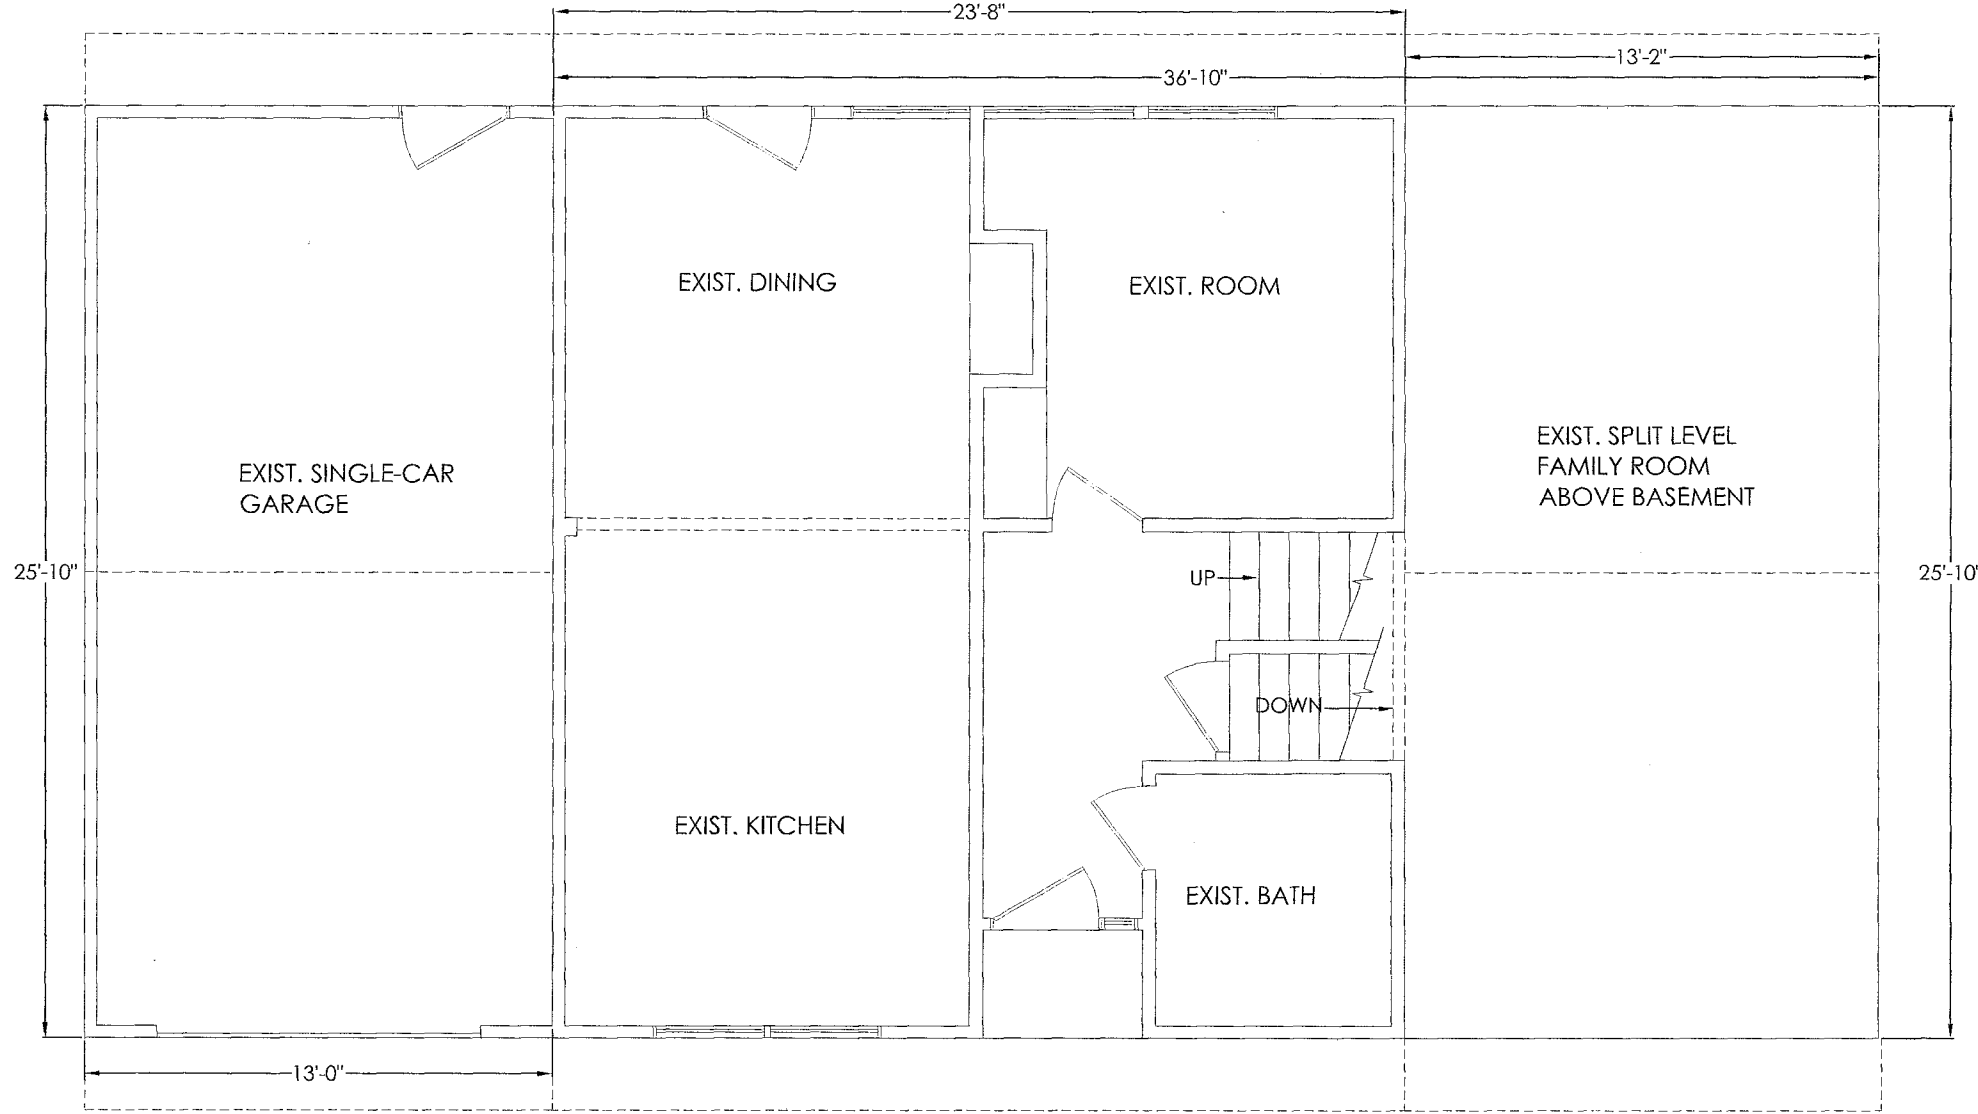 23'-8"
13'-2"
36'-10"
EXIST. DINING
EXIST. ROOM
EXIST. SPLIT LEVEL
FAMILY ROOM
ABOVE BASEMENT
EXIST. SINGLE-CAR
GARAGE
25'-10"
UP
25'-10'
DOWN
EXIST. KITCHEN
EXIST. BATH
13'-0"